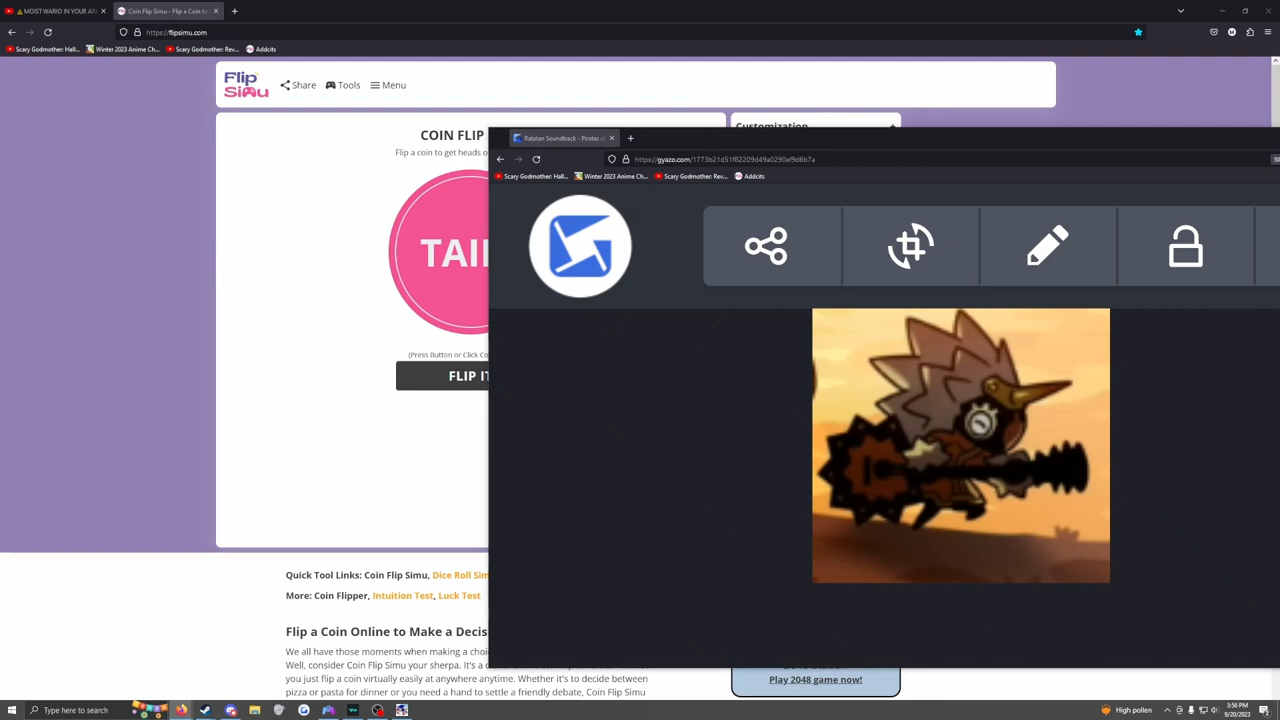 MOIST WARIO IN YOUR AR
Coin Flip Simu - Flip a Coin to
https://flipsimu.com
Scary Godmother: Hall...
Winter 2023 Anime Ch...
Scary Godmother: Rev...
Addcits
Flip
Simu
Share
Tools
Menu
COIN FLIP
Flip a coin to get heads o
TAI
(Press Button or Click Co
FLIP IT
Customization
Ratatan Soundtrack - Pirates of
https://gyazo.com/1773b21d51f82209d49a0290ef9d6b7a
50
Scary Godmother: Hall...
Winter 2023 Anime Ch...
Scary Godmother: Rev...
Addcits
Quick Tool Links: Coin Flip Simu, Dice Roll Sim
More: Coin Flipper, Intuition Test, Luck Test
Flip a Coin Online to Make a Decis
We all have those moments when making a choi
Well, consider Coin Flip Simu your sherpa. It's a
you just flip a coin virtually easily at anywhere anytime. Whether it's to decide between
pizza or pasta for dinner or you need a hand to settle a friendly debate, Coin Flip Simu
Play 2048 game now!
Type here to search
High pollen
3:56 PM
9/20/2023
2